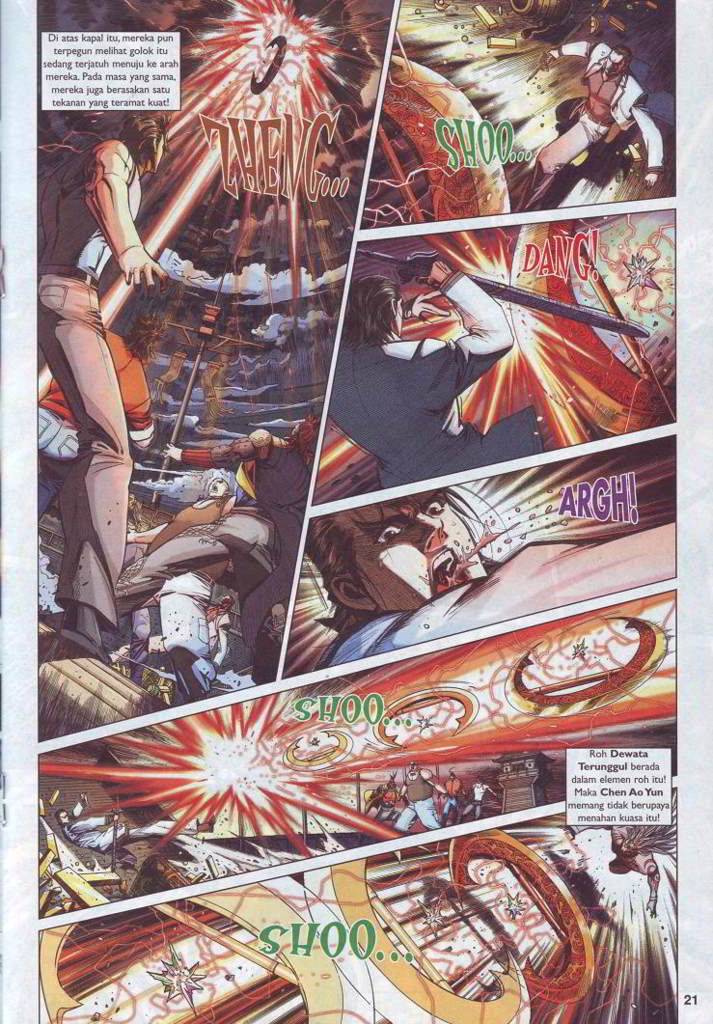 Di atas kapal itu, mereka pun
terpegun melihat golok itu
sedang terjatuh menuju ke arah
mereka. Pada masa yang sama,
mereka juga berasakan satu
tekanan yang teramat kuat!
ZHENG...
SHOO...
DANG!
ARGH!
SHOO...
Roh Dewata
Terunggul berada
dalam elemen roh itu!
Maka Chen Ao Yun
memang tidak berupaya
menahan kuasa itu!
SHOO...
21